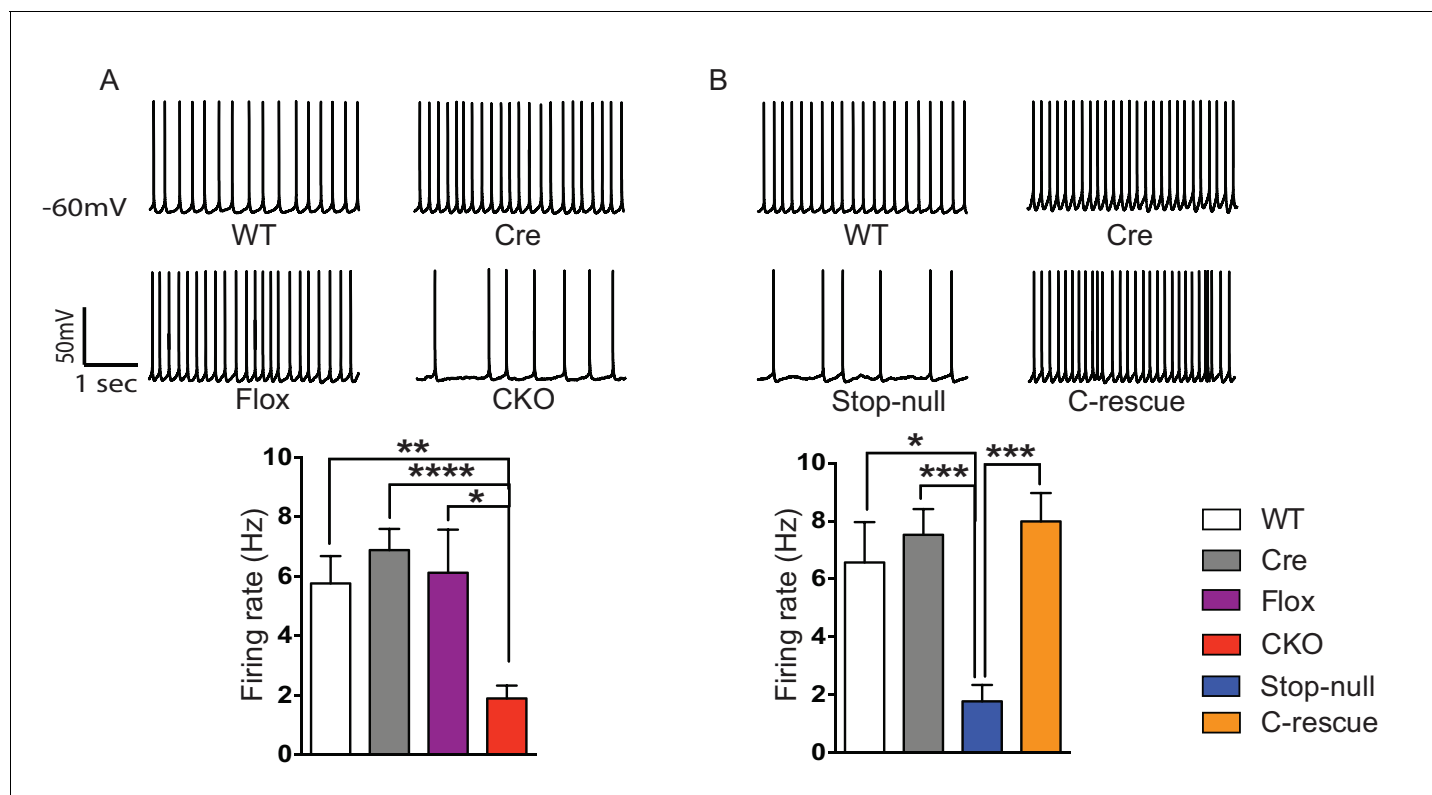 A
B
-60mV
WT
Cre
WT
Cre
50mV
1 sec
Flox
CKO
Stop-null
C-rescue
**
****
*
10
8
6
4
2
0
Firing rate (Hz)
*
***
***
10
8
6
4
2
0
Firing rate (Hz)
WT
Cre
Flox
CKO
Stop-null
C-rescue